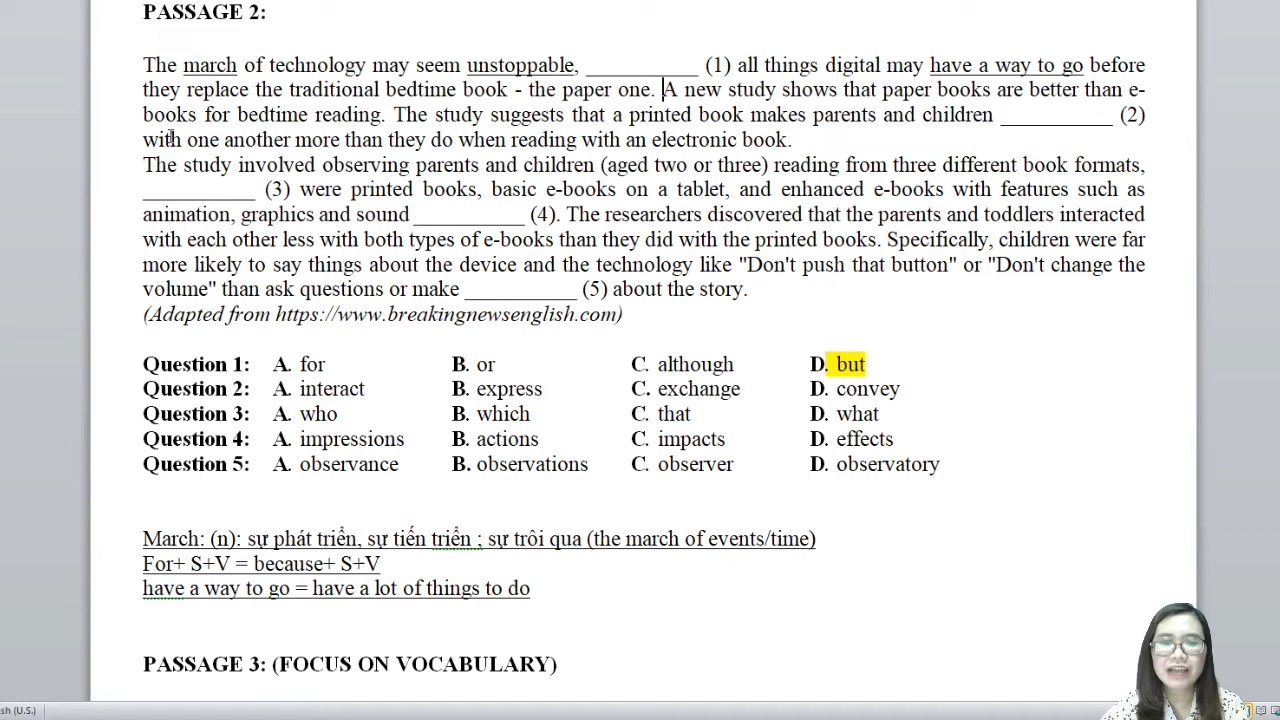 PASSAGE 2:
The march of technology may seem unstoppable, __________ (1) all things digital may have a way to go before
they replace the traditional bedtime book - the paper one. A new study shows that paper books are better than e-
books for bedtime reading. The study suggests that a printed book makes parents and children __________ (2)
with one another more than they do when reading with an electronic book.
The study involved observing parents and children (aged two or three) reading from three different book formats,
__________ (3) were printed books, basic e-books on a tablet, and enhanced e-books with features such as
animation, graphics and sound __________ (4). The researchers discovered that the parents and toddlers interacted
with each other less with both types of e-books than they did with the printed books. Specifically, children were far
more likely to say things about the device and the technology like "Don't push that button" or "Don't change the
volume" than ask questions or make __________ (5) about the story.
(Adapted from https://www.breakingnewsenglish.com)
Question 1: A. for B. or C. although D. but
Question 2: A. interact B. express C. exchange D. convey
Question 3: A. who B. which C. that D. what
Question 4: A. impressions B. actions C. impacts D. effects
Question 5: A. observance B. observations C. observer D. observatory
March: (n): sự phát triển, sự tiến triển ; sự trôi qua (the march of events/time)
For+ S+V = because+ S+V
have a way to go = have a lot of things to do
PASSAGE 3: (FOCUS ON VOCABULARY)
sh (U.S.)